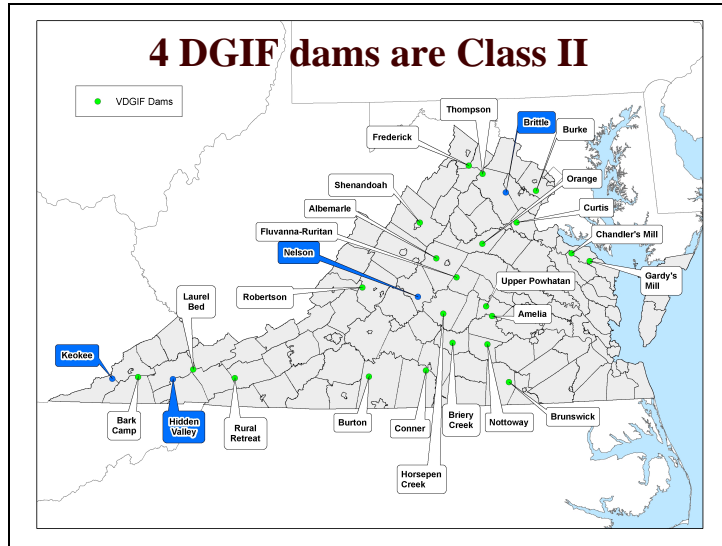 4 DGIF dams are Class II
VDGIF Dams
Thompson
Brittle
Frederick
Burke
Orange
Shenandoah
Curtis
Albemarle
Chandler's Mill
Fluvanna-Ruritan
Nelson
Gardy's
Mill
Upper Powhatan
Laurel
Bed
Robertson
Amelia
Keokee
Bark
Camp
Hidden
Valley
Rural
Retreat
Burton
Conner
Briery
Creek
Nottoway
Brunswick
Horsepen
Creek